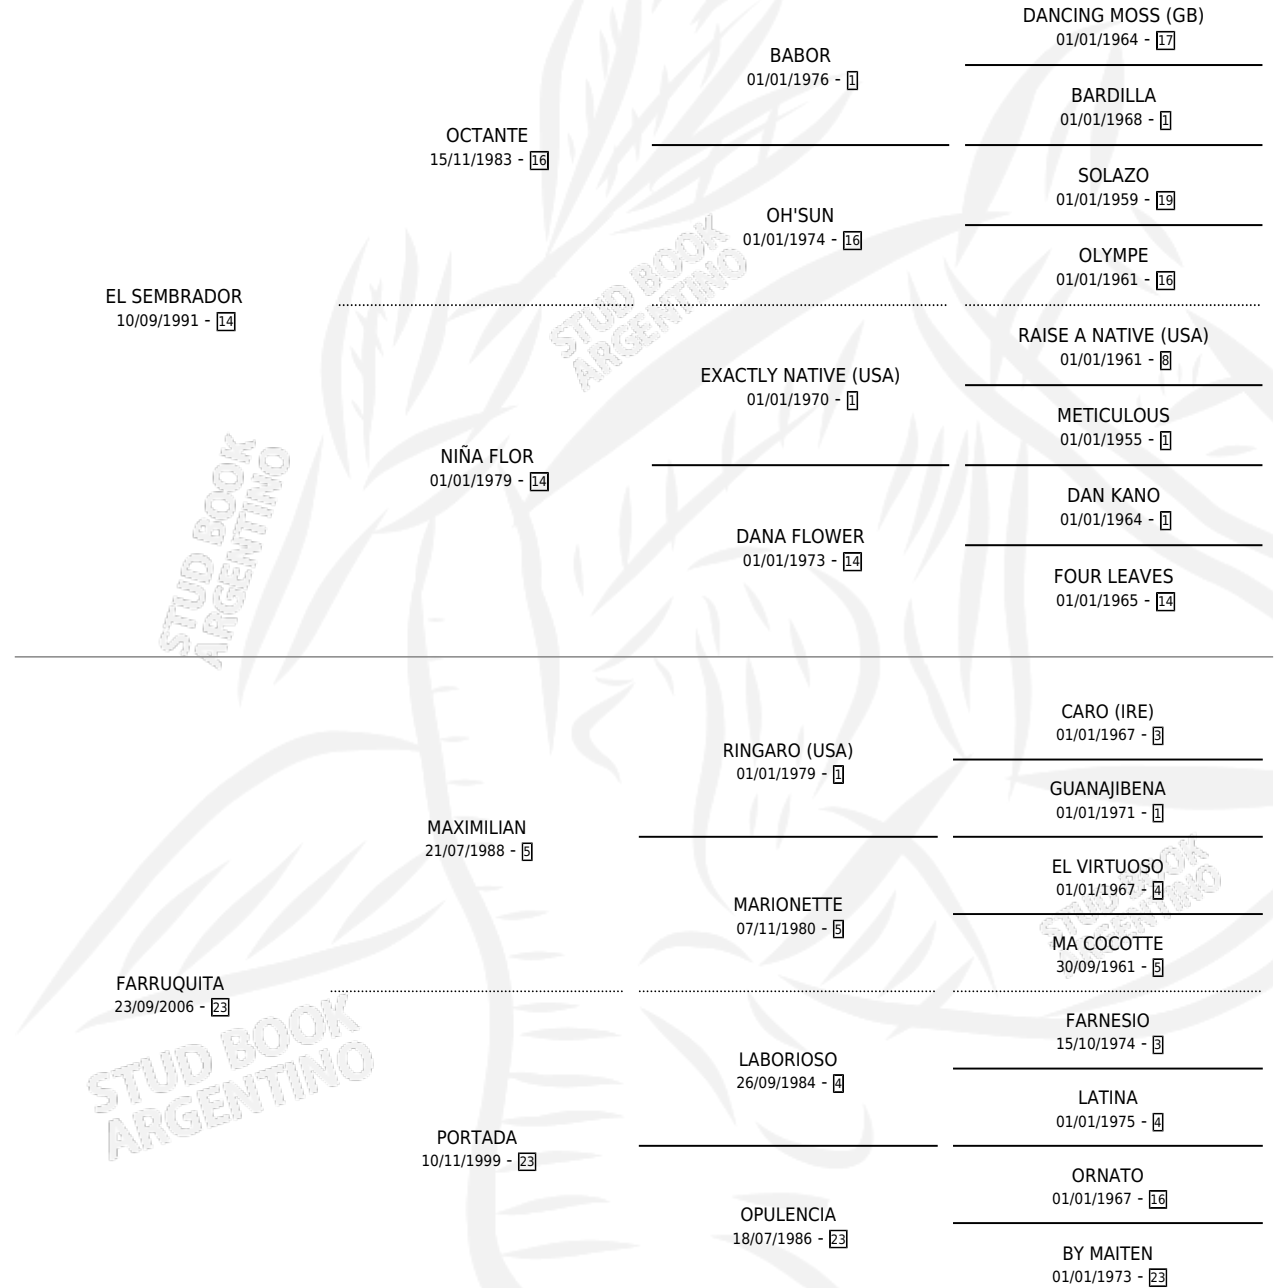 DANCING MOSS (GB)
01/01/1964 - 17
BABOR
01/01/1976 - 1
BARDILLA
01/01/1968 - 1
OCTANTE
15/11/1983 - 16
SOLAZO
01/01/1959 - 19
OH'SUN
01/01/1974 - 16
OLYMPE
01/01/1961 - 16
EL SEMBRADOR
10/09/1991 - 14
RAISE A NATIVE (USA)
01/01/1961 - 8
EXACTLY NATIVE (USA)
01/01/1970 - 1
METICULOUS
01/01/1955 - 1
NIÑA FLOR
01/01/1979 - 14
DAN KANO
01/01/1964 - 1
DANA FLOWER
01/01/1973 - 14
FOUR LEAVES
01/01/1965 - 14
CARO (IRE)
01/01/1967 - 3
RINGARO (USA)
01/01/1979 - 1
GUANAJIBENA
01/01/1971 - 1
MAXIMILIAN
21/07/1988 - 5
EL VIRTUOSO
01/01/1967 - 4
MARIONETTE
07/11/1980 - 5
MA COCOTTE
30/09/1961 - 5
FARRUQUITA
23/09/2006 - 23
FARNESIO
15/10/1974 - 3
LABORIOSO
26/09/1984 - 4
LATINA
01/01/1975 - 4
PORTADA
10/11/1999 - 23
ORNATO
01/01/1967 - 16
OPULENCIA
18/07/1986 - 23
BY MAITEN
01/01/1973 - 23
STUD BOOK
ARGENTINO
STUD BOOK
ARGENTINO
STUD BOOK
ARGENTINO
STUD BOOK
ARGENTINO